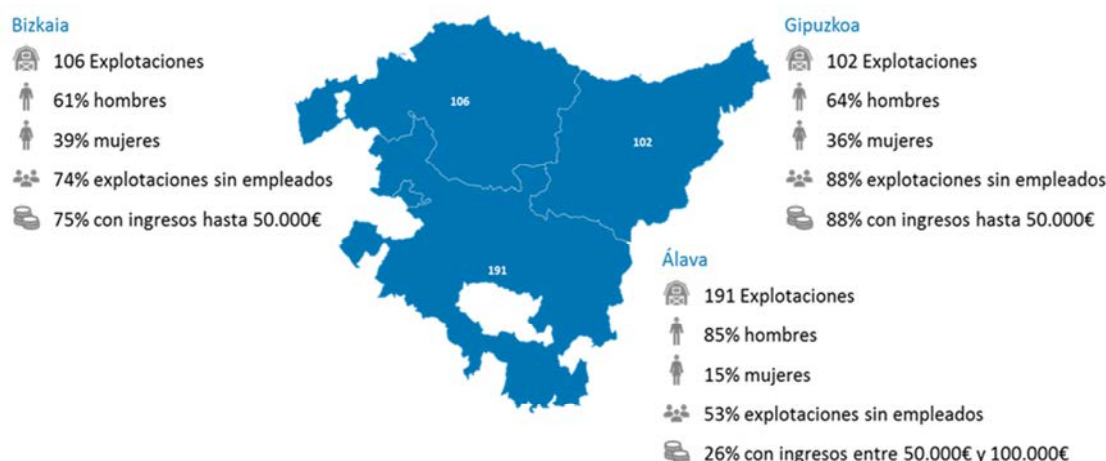 Bizkaia
106 Explotaciones
61% hombres
39% mujeres
74% explotaciones sin empleados
75% con ingresos hasta 50.000€
106
102
191
Gipuzkoa
102 Explotaciones
64% hombres
36% mujeres
88% explotaciones sin empleados
88% con ingresos hasta 50.000€
Álava
191 Explotaciones
85% hombres
15% mujeres
53% explotaciones sin empleados
26% con ingresos entre 50.000€ y 100.000€